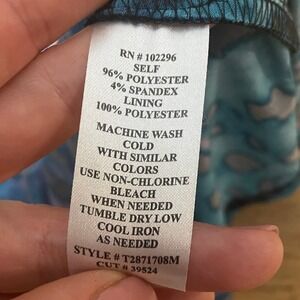 RN # 102296
SELF
96% POLYESTER
4% SPANDEX
LINING
100% POLYESTER
MACHINE WASH
COLD
WITH SIMILAR
COLORS
USE NON-CHLORINE
BLEACH
WHEN NEEDED
TUMBLE DRY LOW
COOL IRON
AS NEEDED
STYLE # T2871708M
CUT # 39524